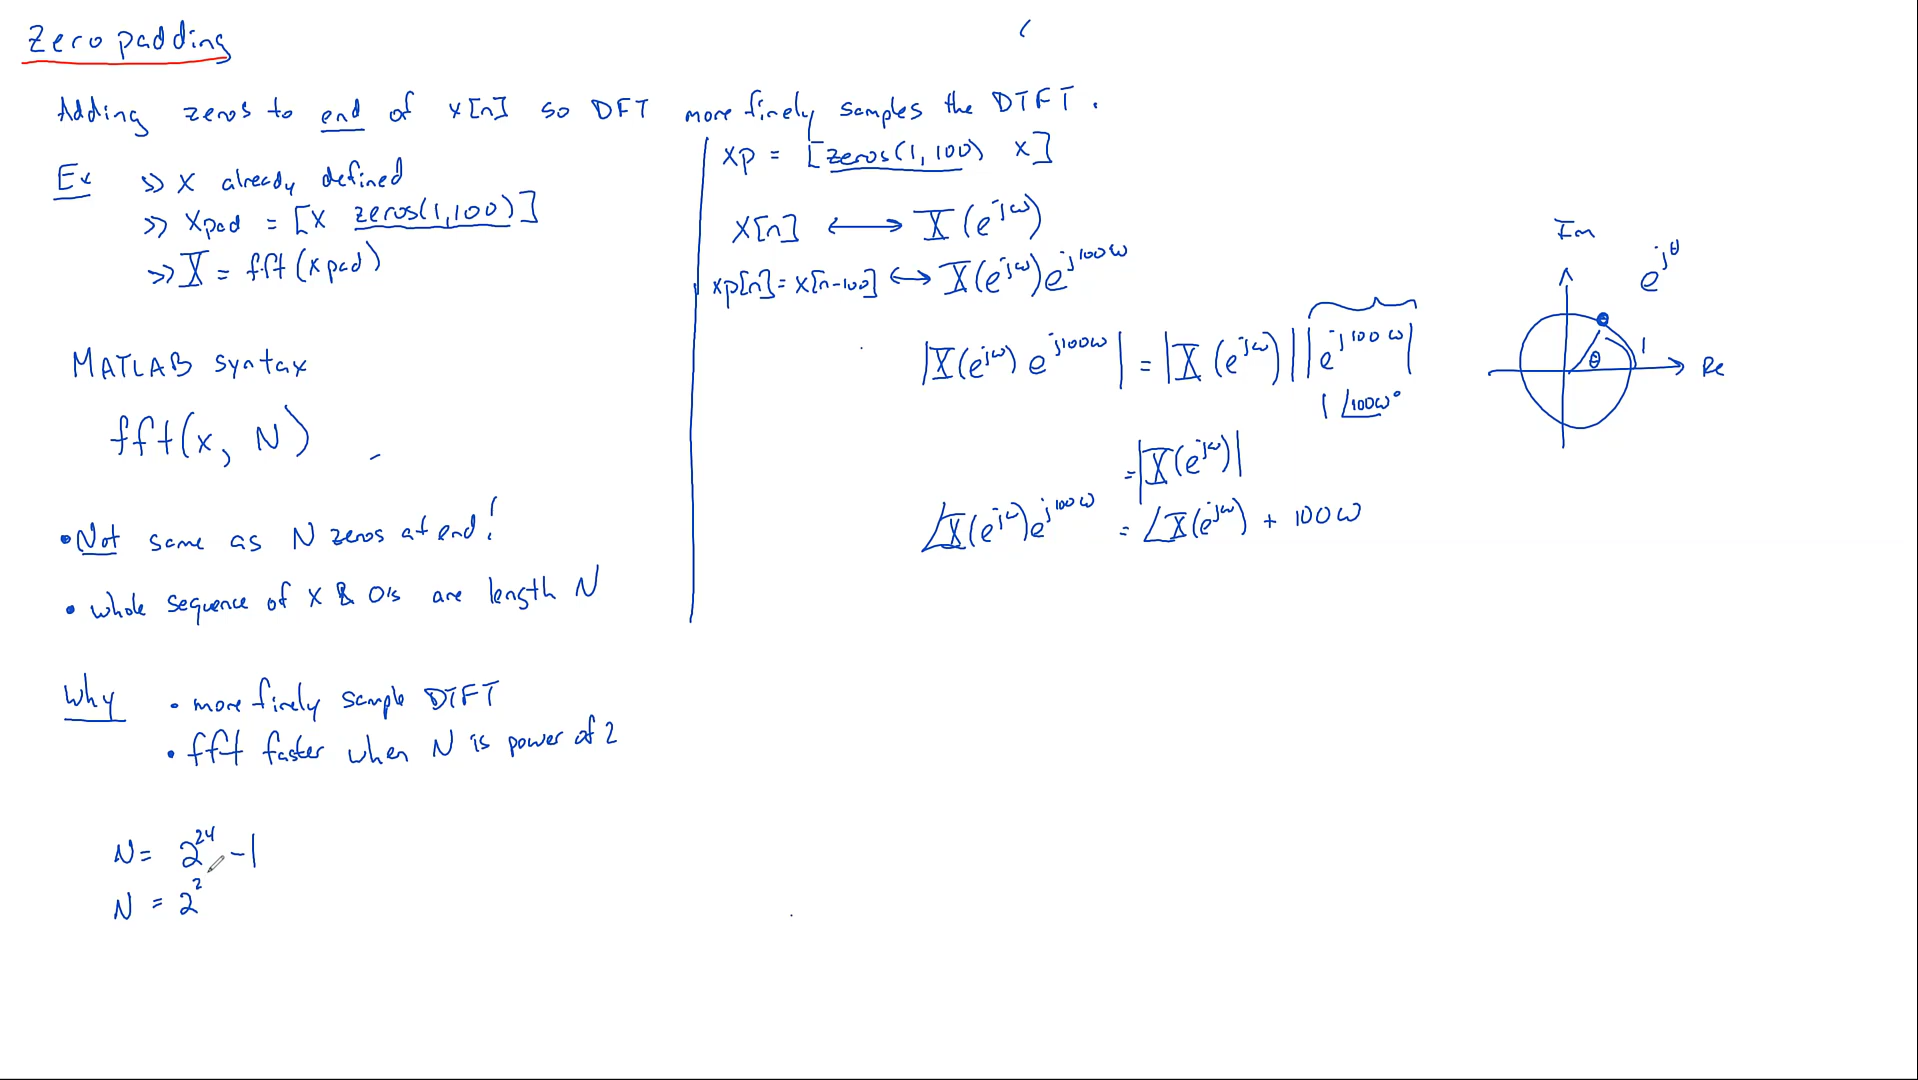 Zero padding
Adding zeros to end of x[n] so DFT more finely samples the DTFT.
Ex >> x already defined
>> xpad = [x zeros(1,100)]
>> X = fft(xpad)
MATLAB syntax
fft(x, N)
• Not same as N zeros at end!
• whole sequence of x & 0's are length N
Why • more finely sample DTFT
• fft faster when N is power of 2
N = 2^24 - 1
N = 2^2
xp = [zeros(1,100) x]
x[n] ↔ X(e^jω)
xp[n] = x[n-100] ↔ X(e^jω)e^j100ω
|X(e^jω) e^j100ω| = |X(e^jω)| |e^j100ω|
1 ∠100ω°
= |X(e^jω)|
∠X(e^jω)e^j100ω = ∠X(e^jω) + 100ω
Im
e^jθ
θ
1
Re